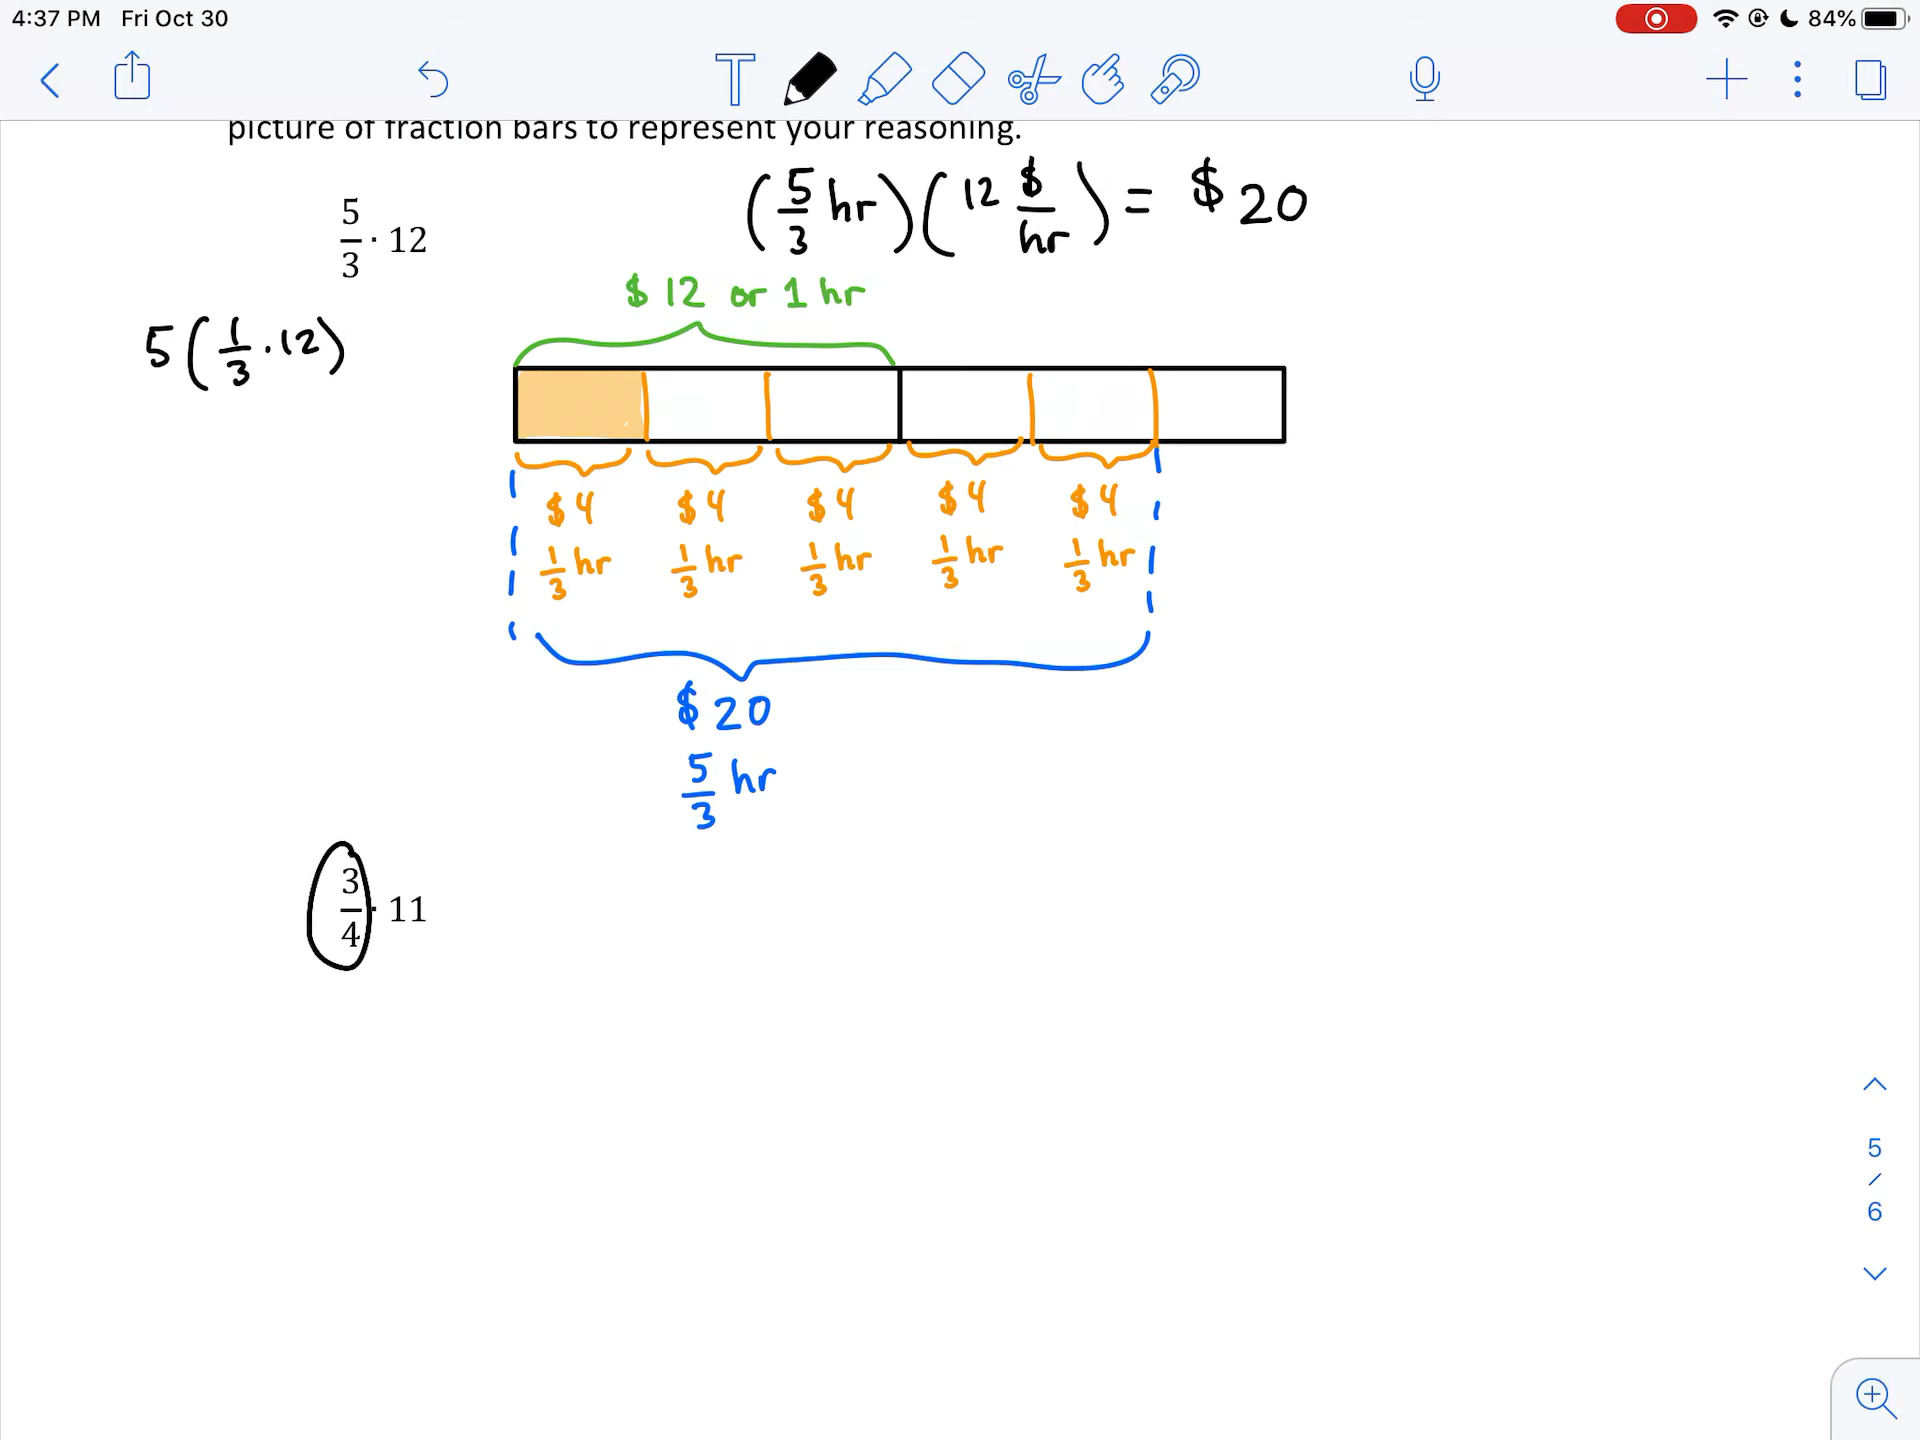 4:37 PM Fri Oct 30 84%
picture of fraction bars to represent your reasoning.
5/3 · 12
(5/3 hr)(12 $/hr) = $20
$12 or 1 hr
5(1/3 · 12)
$4 $4 $4 $4 $4
1/3 hr 1/3 hr 1/3 hr 1/3 hr 1/3 hr
$20
5/3 hr
3/4 · 11
5
/
6